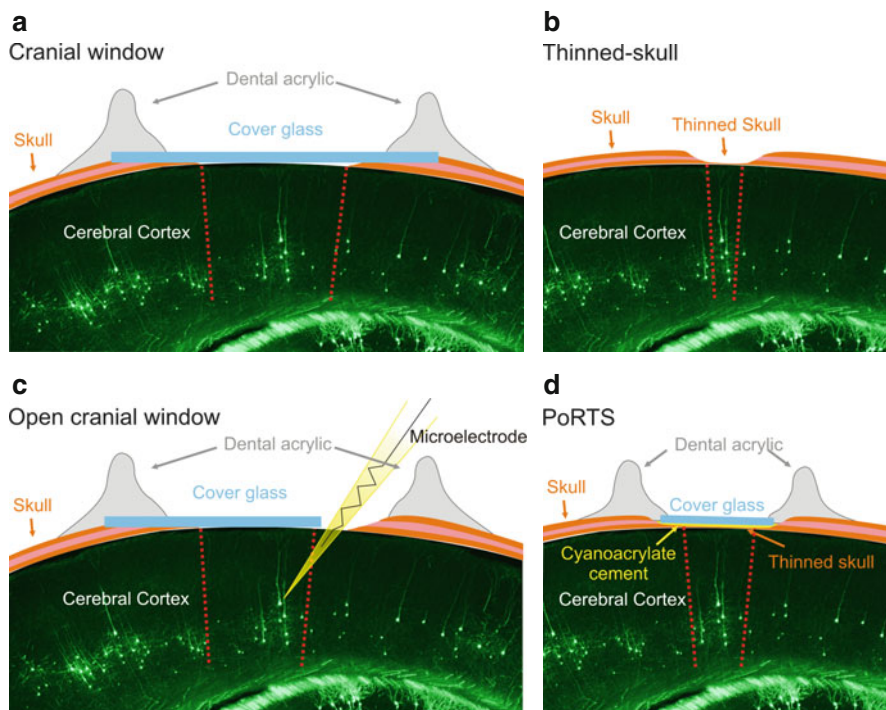 a
Cranial window
Dental acrylic
Skull
Cover glass
Cerebral Cortex
b
Thinned-skull
Skull
Thinned Skull
Cerebral Cortex
c
Open cranial window
Microelectrode
Dental acrylic
Skull
Cover glass
Cerebral Cortex
d
PoRTS
Dental acrylic
Skull
Cover glass
Cyanoacrylate
cement
Thinned skull
Cerebral Cortex